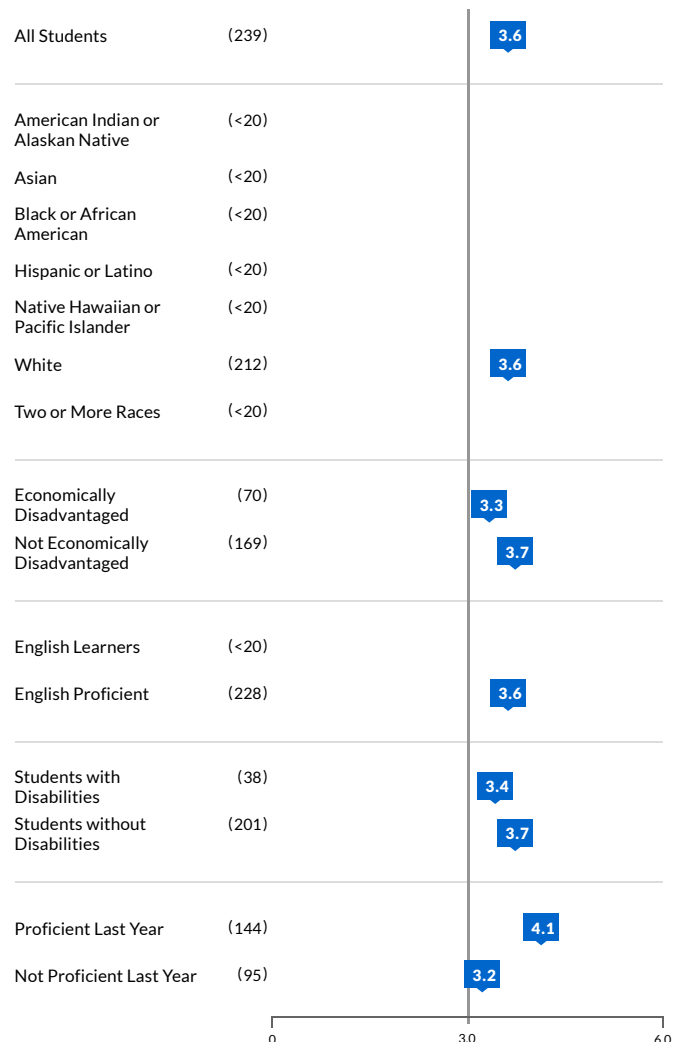 All Students (239) 3.6
American Indian or (<20)
Alaskan Native
Asian (<20)
Black or African (<20)
American
Hispanic or Latino (<20)
Native Hawaiian or (<20)
Pacific Islander
White (212) 3.6
Two or More Races (<20)
Economically (70) 3.3
Disadvantaged
Not Economically (169) 3.7
Disadvantaged
English Learners (<20)
English Proficient (228) 3.6
Students with (38) 3.4
Disabilities
Students without (201) 3.7
Disabilities
Proficient Last Year (144) 4.1
Not Proficient Last Year (95) 3.2
0 3.0 6.0